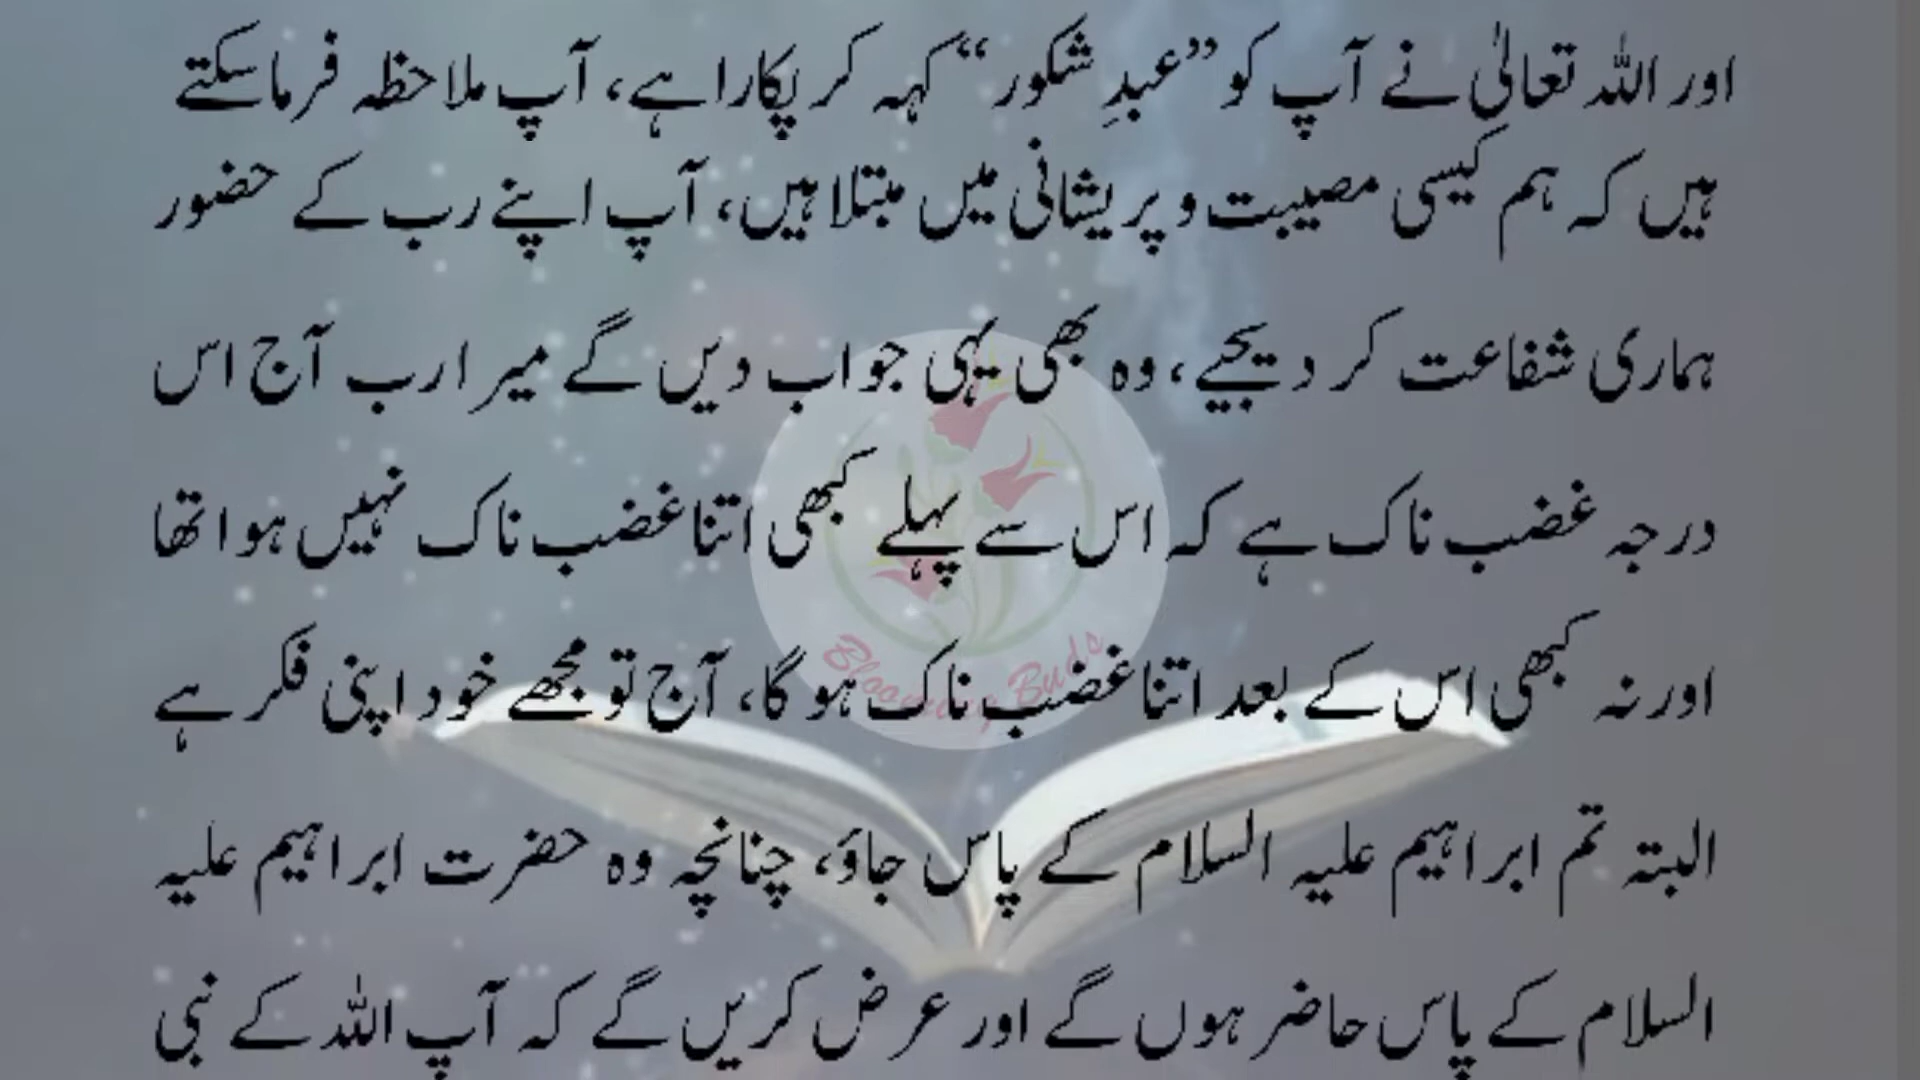 اور اللہ تعالیٰ نے آپ کو ”عبدِ شکور“ کہہ کر پکارا ہے، آپ ملاحظہ فرما سکتے
ہیں کہ ہم کیسی مصیبت و پریشانی میں مبتلا ہیں، آپ اپنے رب کے حضور
ہماری شفاعت کر دیجیے، وہ بھی یہی جواب دیں گے میرا رب آج اس
درجہ غضب ناک ہے کہ اس سے پہلے کبھی اتنا غضب ناک نہیں ہوا تھا
اور نہ کبھی اس کے بعد اتنا غضب ناک ہو گا، آج تو مجھے خود اپنی فکر ہے
Blooming Buds
البتہ تم ابراہیم علیہ السلام کے پاس جاؤ، چنانچہ وہ حضرت ابراہیم علیہ
السلام کے پاس حاضر ہوں گے اور عرض کریں گے کہ آپ اللہ کے نبی